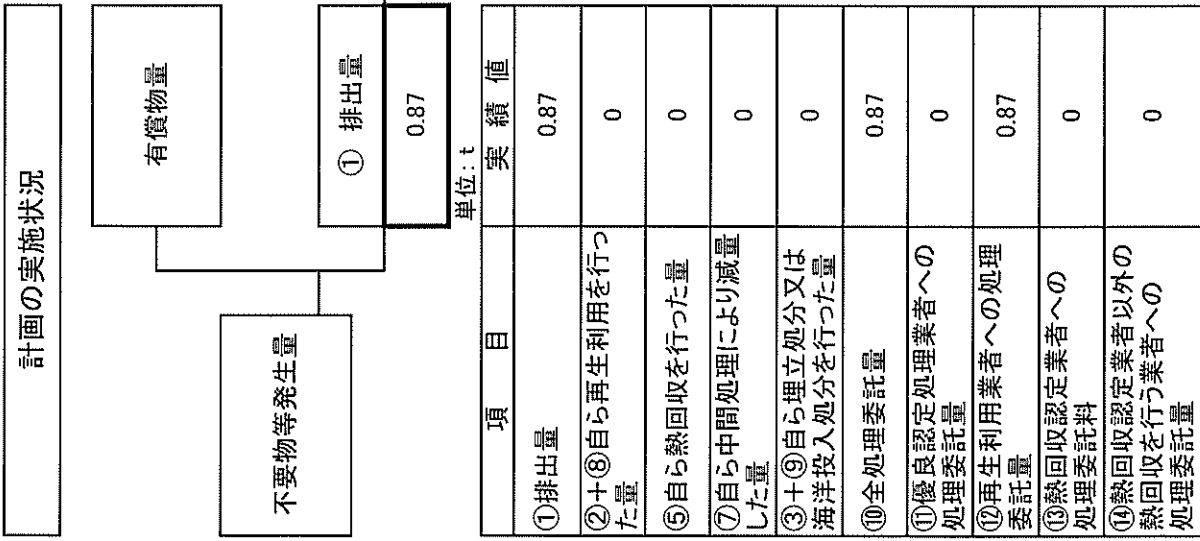 計画の実施状況
不要物等発生量
有償物量
① 排出量
0.87
単位:t
項 目 実 績 値
①排出量 0.87
②+⑧自ら再生利用を行っ
た量 0
⑤自ら熱回収を行った量 0
⑦自ら中間処理により減量
した量 0
③+⑨自ら埋立処分又は
海洋投入処分を行った量 0
⑩全処理委託量 0.87
⑪優良認定処理業者への
処理委託量 0
⑫再生利用業者への処理
委託量 0.87
⑬熱回収認定業者への
処理委託料 0
⑭熱回収認定業者以外の
熱回収を行う業者への
処理委託量 0